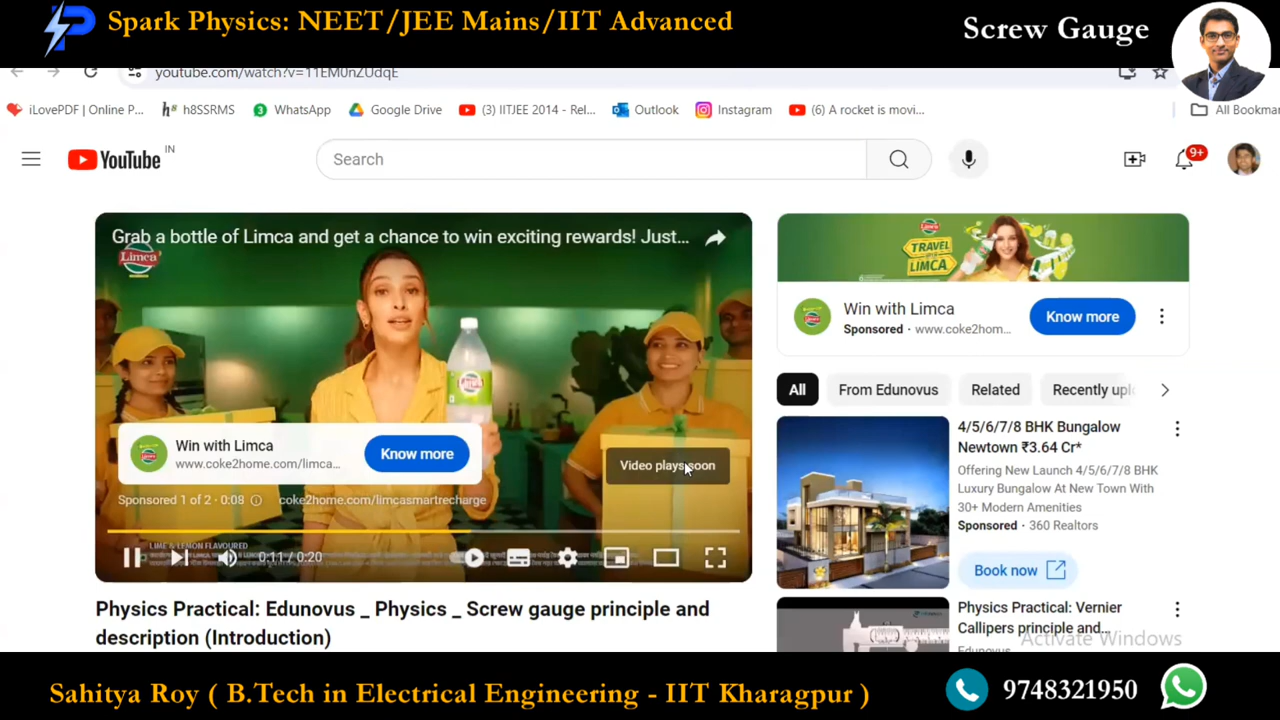 Spark Physics: NEET/JEE Mains/IIT Advanced
Screw Gauge
youtube.com/watch?v=11EM0nZUdqE
iLovePDF | Online P...
h8SSRMS
WhatsApp
Google Drive
(3) IITJEE 2014 - Rel...
Outlook
Instagram
(6) A rocket is movi...
All Bookmar
YouTube IN
Search
9+
Grab a bottle of Limca and get a chance to win exciting rewards! Just...
Limca
Win with Limca
www.coke2home.com/limca...
Know more
Video plays soon
Sponsored 1 of 2 · 0:08
coke2home.com/limcasmartrecharge
LIME & LEMON FLAVOURED
0:11 / 0:20
Physics Practical: Edunovus _ Physics _ Screw gauge principle and
description (Introduction)
Limca
TRAVEL
LIMCA
Win with Limca
Sponsored · www.coke2hom...
Know more
All
From Edunovus
Related
Recently uplo
4/5/6/7/8 BHK Bungalow
Newtown ₹3.64 Cr*
Offering New Launch 4/5/6/7/8 BHK
Luxury Bungalow At New Town With
30+ Modern Amenities
Sponsored · 360 Realtors
Book now
Physics Practical: Vernier
Callipers principle and...
Activate Windows
Sahitya Roy ( B.Tech in Electrical Engineering - IIT Kharagpur )
9748321950